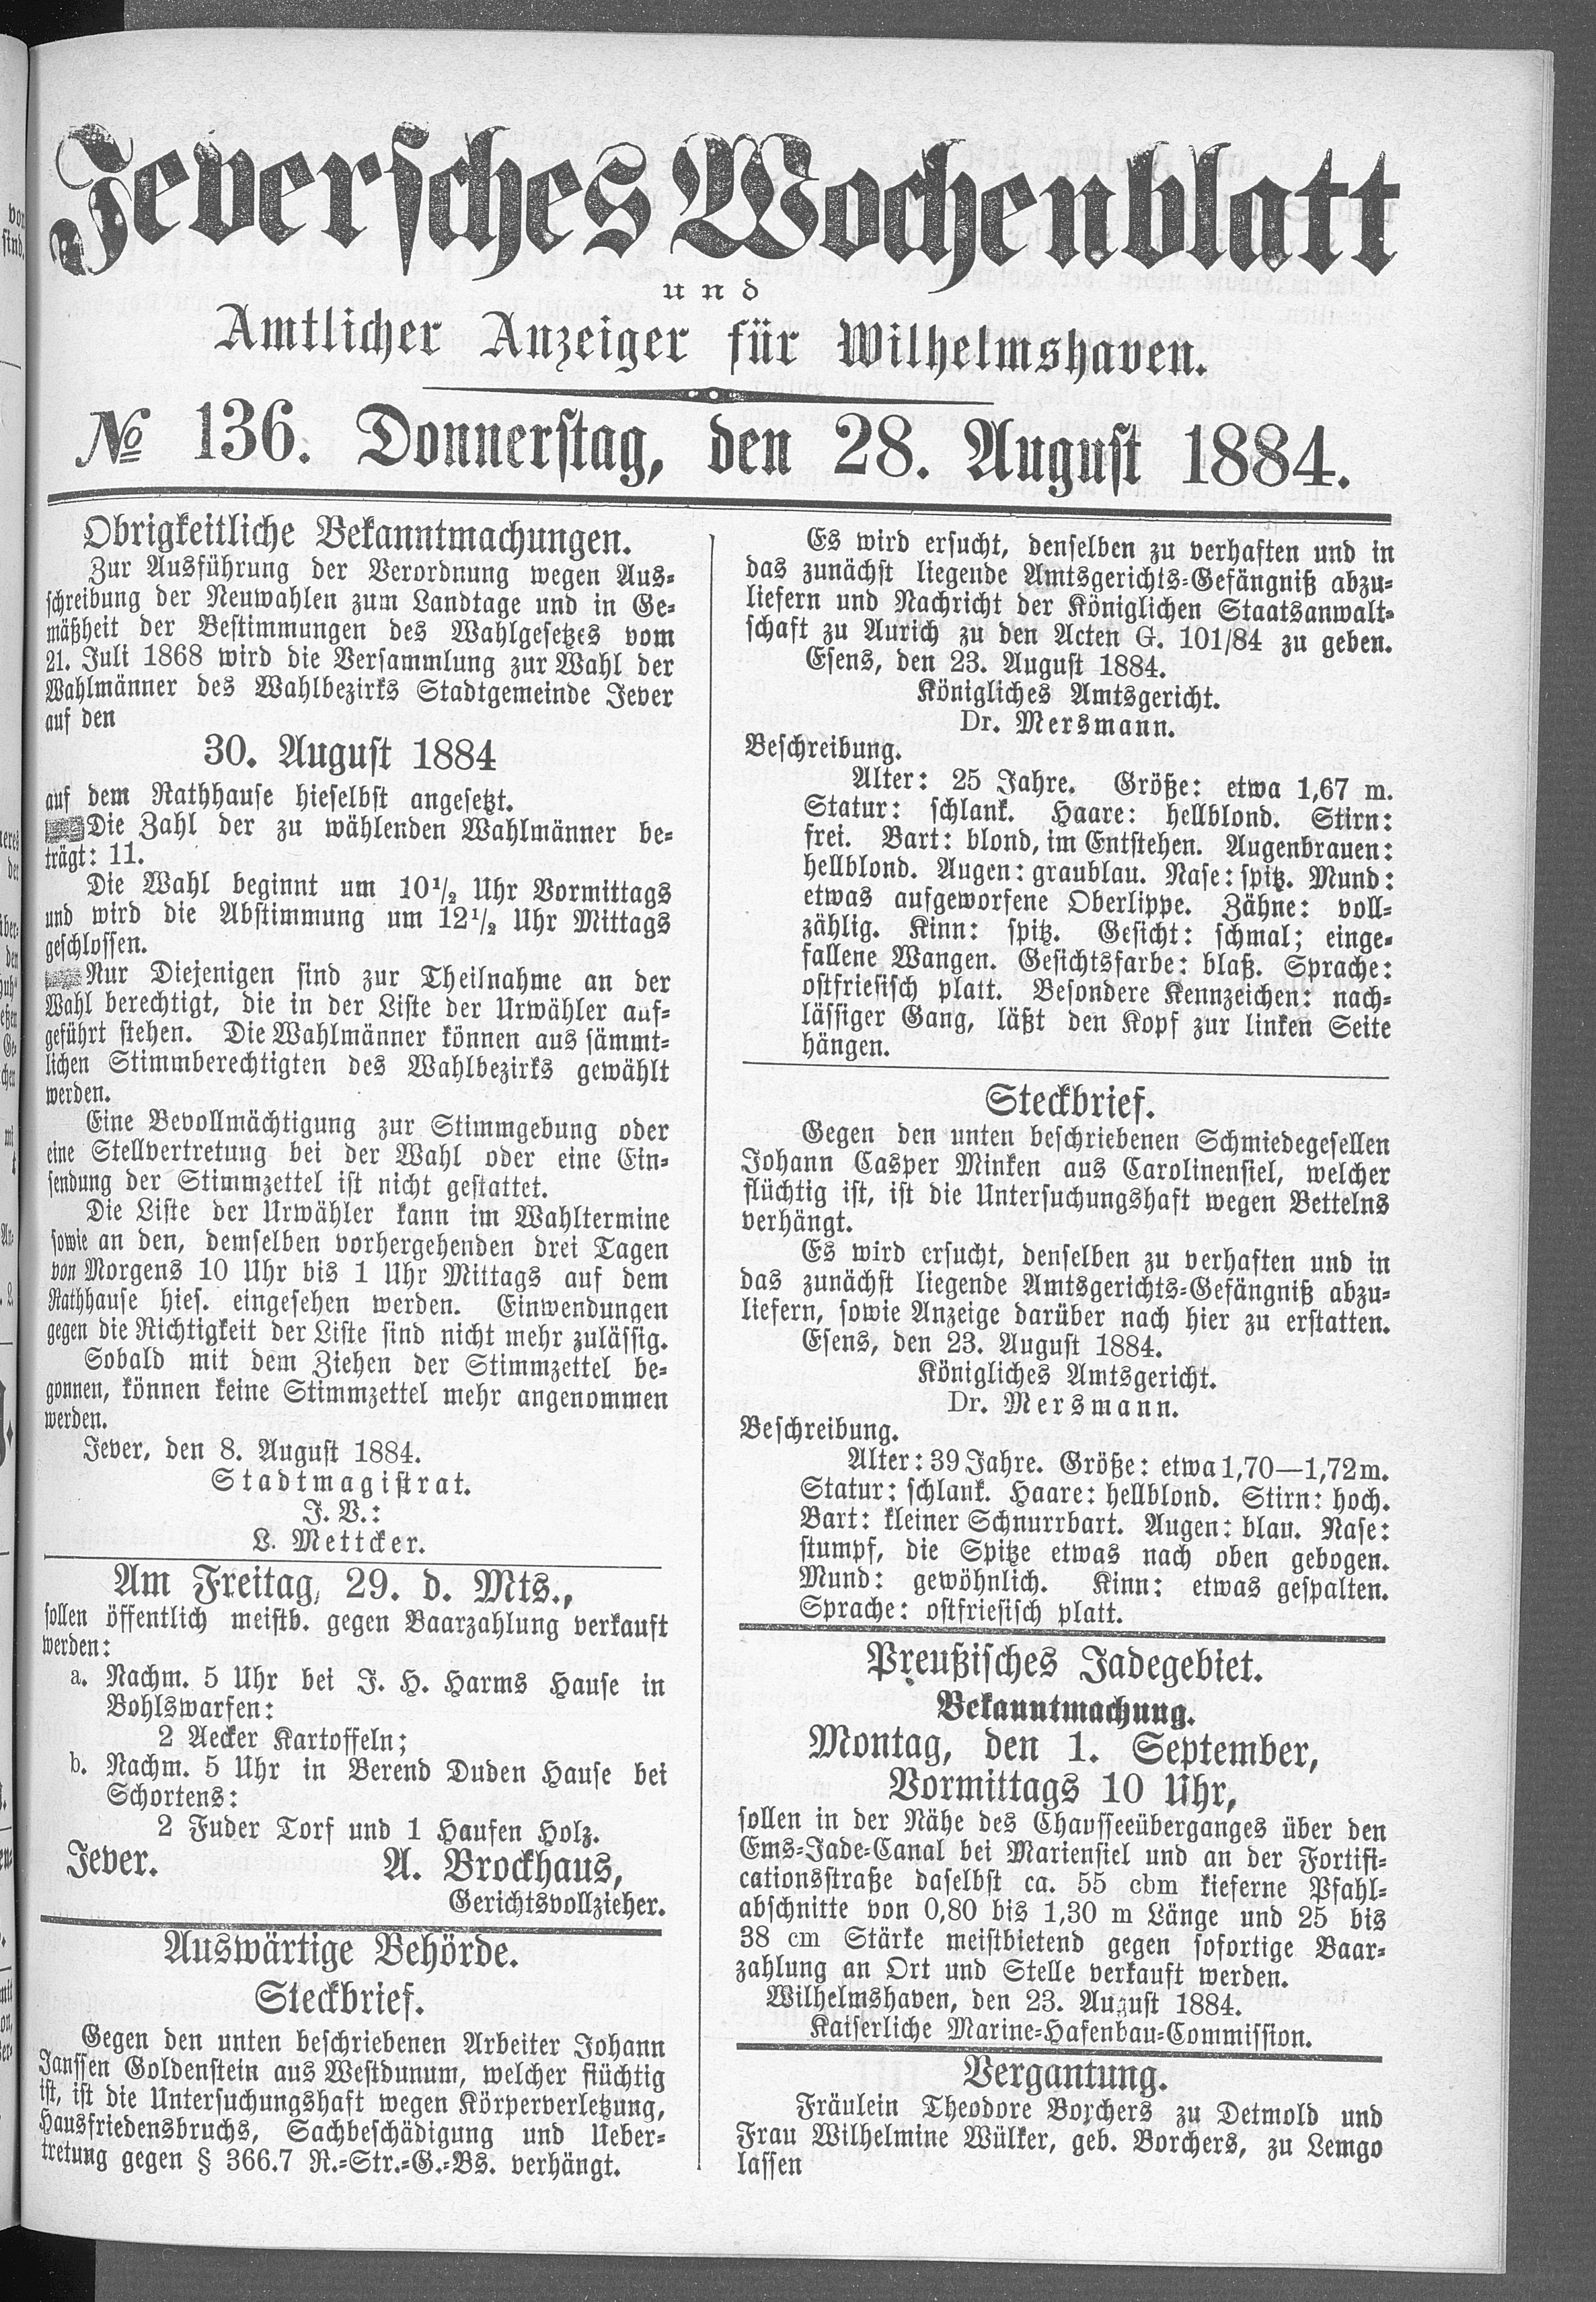 Jeversches Wochenblatt
und
Amtlicher Anzeiger für Wilhelmshaven.
№ 136. Donnerstag, den 28. August 1884.
Obrigkeitliche Bekanntmachungen.
Zur Ausführung der Verordnung wegen Aus-
schreibung der Neuwahlen zum Landtage und in Ge-
mäßheit der Bestimmungen des Wahlgesetzes vom
21. Juli 1868 wird die Versammlung zur Wahl der
Wahlmänner des Wahlbezirks Stadtgemeinde Jever
auf den
30. August 1884
auf dem Rathhause hieselbst angesetzt.
Die Zahl der zu wählenden Wahlmänner be-
trägt: 11.
Die Wahl beginnt um 10½ Uhr Vormittags
und wird die Abstimmung um 12½ Uhr Mittags
geschlossen.
Nur Diejenigen sind zur Theilnahme an der
Wahl berechtigt, die in der Liste der Urwähler auf-
geführt stehen. Die Wahlmänner können aus sämmt-
lichen Stimmberechtigten des Wahlbezirks gewählt
werden.
Eine Bevollmächtigung zur Stimmgebung oder
eine Stellvertretung bei der Wahl oder eine Ein-
sendung der Stimmzettel ist nicht gestattet.
Die Liste der Urwähler kann im Wahltermine
sowie an den, demselben vorhergehenden drei Tagen
von Morgens 10 Uhr bis 1 Uhr Mittags auf dem
Rathhause hies. eingesehen werden. Einwendungen
gegen die Richtigkeit der Liste sind nicht mehr zulässig.
Sobald mit dem Ziehen der Stimmzettel be-
gonnen, können keine Stimmzettel mehr angenommen
werden.
Jever, den 8. August 1884.
Stadtmagistrat.
J. V.:
L. Mettcker.
Am Freitag, 29. d. Mts.,
sollen öffentlich meistb. gegen Baarzahlung verkauft
werden:
a. Nachm. 5 Uhr bei J. H. Harms Hause in
Bohlswarfen:
2 Aecker Kartoffeln;
b. Nachm. 5 Uhr in Berend Duden Hause bei
Schortens:
2 Fuder Torf und 1 Haufen Holz.
Jever. A. Brockhaus,
Gerichtsvollzieher.
Auswärtige Behörde.
Steckbrief.
Gegen den unten beschriebenen Arbeiter Johann
Janssen Goldenstein aus Westdunum, welcher flüchtig
ist, ist die Untersuchungshaft wegen Körperverletzung,
Hausfriedensbruchs, Sachbeschädigung und Ueber-
tretung gegen § 366.7 R.-Str.-G.-Bs. verhängt.
Es wird ersucht, denselben zu verhaften und in
das zunächst liegende Amtsgerichts-Gefängniß abzu-
liefern und Nachricht der Königlichen Staatsanwalt-
schaft zu Aurich zu den Acten G. 101/84 zu geben.
Esens, den 23. August 1884.
Königliches Amtsgericht.
Dr. Mersmann.
Beschreibung.
Alter: 25 Jahre. Größe: etwa 1,67 m.
Statur: schlank. Haare: hellblond. Stirn:
frei. Bart: blond, im Entstehen. Augenbrauen:
hellblond. Augen: graublau. Nase: spitz. Mund:
etwas aufgeworfene Oberlippe. Zähne: voll-
zählig. Kinn: spitz. Gesicht: schmal; einge-
fallene Wangen. Gesichtsfarbe: blaß. Sprache:
ostfriesisch platt. Besondere Kennzeichen: nach-
lässiger Gang, läßt den Kopf zur linken Seite
hängen.
Steckbrief.
Gegen den unten beschriebenen Schmiedegesellen
Johann Casper Minken aus Carolinensiel, welcher
flüchtig ist, ist die Untersuchungshaft wegen Bettelns
verhängt.
Es wird ersucht, denselben zu verhaften und in
das zunächst liegende Amtsgerichts-Gefängniß abzu-
liefern, sowie Anzeige darüber nach hier zu erstatten.
Esens, den 23. August 1884.
Königliches Amtsgericht.
Dr. Mersmann.
Beschreibung.
Alter: 39 Jahre. Größe: etwa 1,70—1,72 m.
Statur: schlank. Haare: hellblond. Stirn: hoch.
Bart: kleiner Schnurrbart. Augen: blau. Nase:
stumpf, die Spitze etwas nach oben gebogen.
Mund: gewöhnlich. Kinn: etwas gespalten.
Sprache: ostfriesisch platt.
Preußisches Jadegebiet.
Bekanntmachung.
Montag, den 1. September,
Vormittags 10 Uhr,
sollen in der Nähe des Chausseeüberganges über den
Ems-Jade-Canal bei Mariensiel und an der Fortifi-
cationsstraße daselbst ca. 55 cbm kieferne Pfahl-
abschnitte von 0,80 bis 1,30 m Länge und 25 bis
38 cm Stärke meistbietend gegen sofortige Baar-
zahlung an Ort und Stelle verkauft werden.
Wilhelmshaven, den 23. August 1884.
Kaiserliche Marine-Hafenbau-Commission.
Vergantung.
Fräulein Theodore Borchers zu Detmold und
Frau Wilhelmine Wülker, geb. Borchers, zu Lemgo
lassen